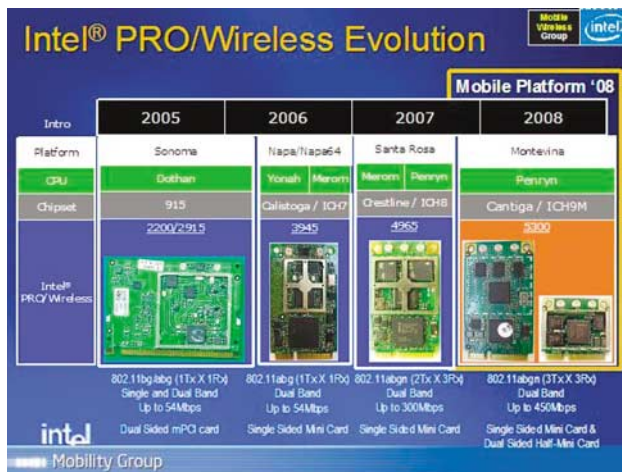 Intel® PRO/Wireless Evolution
Mobile
Wireless
Group
intel
Mobile Platform '08
Intro 2005 2006 2007 2008
Platform Sonoma Napa/Napa64 Santa Rosa Montevina
CPU Dothan Yonah Merom Merom Penryn Penryn
Chipset 915 Calistoga / ICH7 Crestline / ICH8 Cantiga / ICH9M
Intel®
PRO/Wireless
2200/2915 3945 4965 5300
802.11bg/abg (1Tx X 1Rx)
Single and Dual Band
Up to 54Mbps
Dual Sided mPCI card
802.11abg (1Tx X 1Rx)
Dual Band
Up to 54Mbps
Single Sided Mini Card
802.11abgn (2Tx X 3Rx)
Dual Band
Up to 300Mbps
Single Sided Mini Card
802.11abgn (3Tx X 3Rx)
Dual Band
Up to 450Mbps
Single Sided Mini Card &
Dual Sided Half-Mini Card
intel
Mobility Group